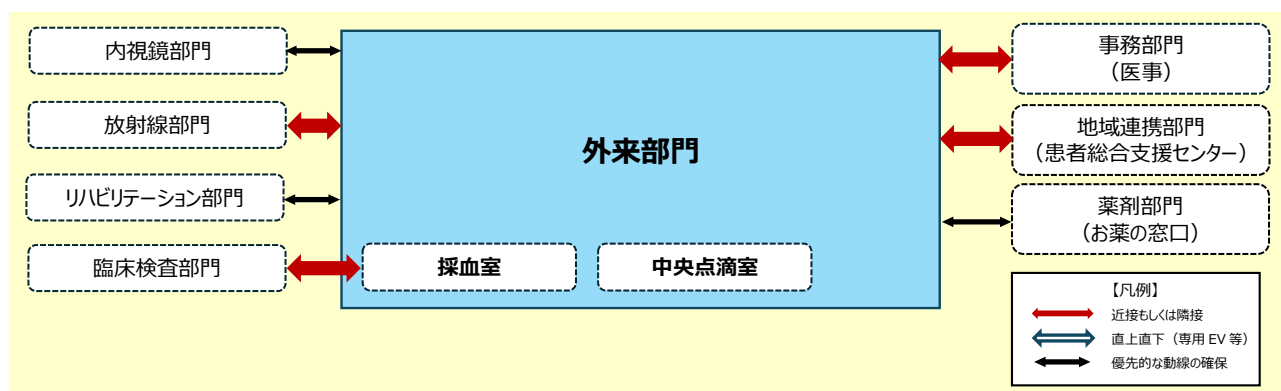 内視鏡部門
放射線部門
リハビリテーション部門
臨床検査部門
外来部門
採血室
中央点滴室
事務部門
（医事）
地域連携部門
（患者総合支援センター）
薬剤部門
（お薬の窓口）
【凡例】
近接もしくは隣接
直上直下（専用 EV 等）
優先的な動線の確保